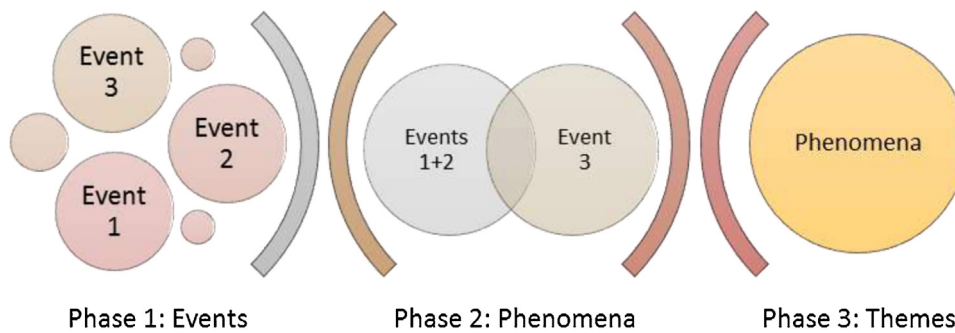 Event
3
Event
2
Event
1
Events
1+2
Event
3
Phenomena
Phase 1: Events
Phase 2: Phenomena
Phase 3: Themes